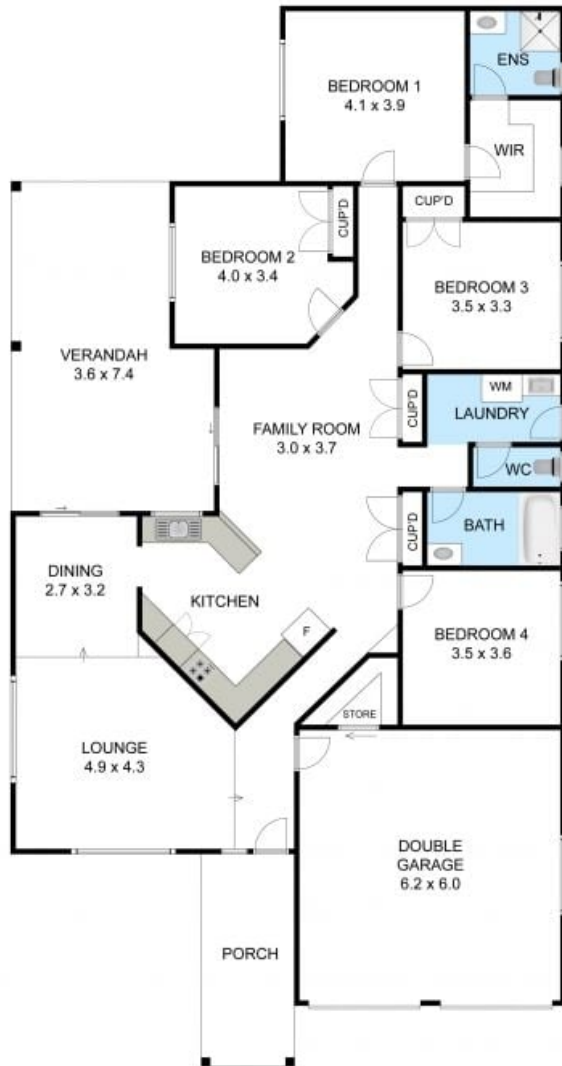 BEDROOM 1
4.1 x 3.9
ENS
WIR
CUP'D
BEDROOM 2
4.0 x 3.4
CUP'D
BEDROOM 3
3.5 x 3.3
VERANDAH
3.6 x 7.4
FAMILY ROOM
3.0 x 3.7
CUP'D
WM
LAUNDRY
WC
CUP'D
BATH
DINING
2.7 x 3.2
KITCHEN
F
BEDROOM 4
3.5 x 3.6
STORE
LOUNGE
4.9 x 4.3
DOUBLE
GARAGE
6.2 x 6.0
PORCH